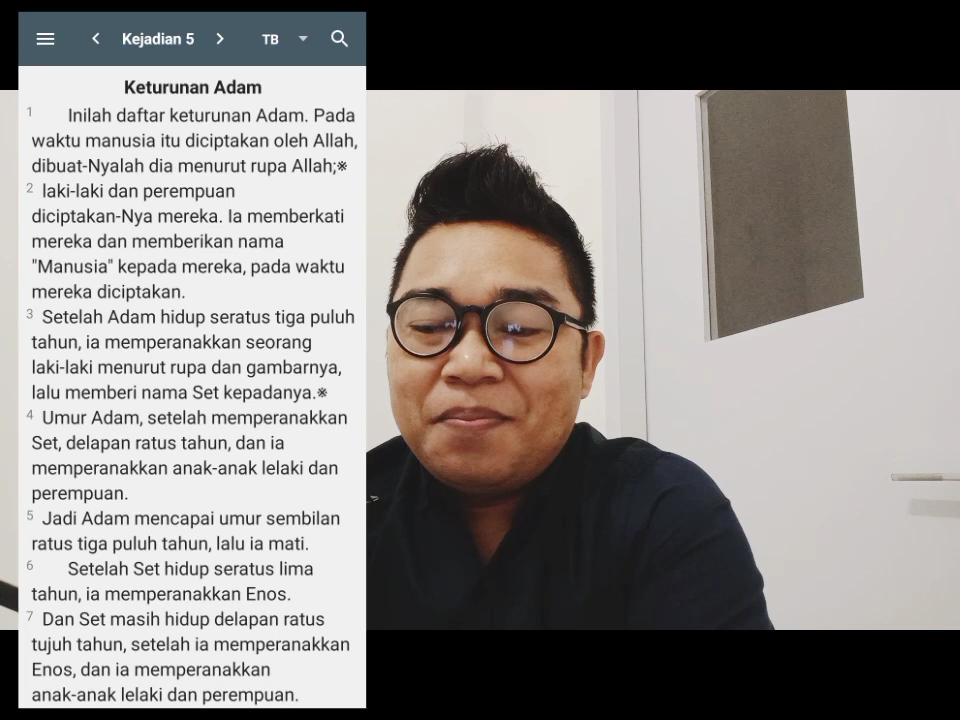 Kejadian 5
TB
Keturunan Adam
1 Inilah daftar keturunan Adam. Pada
waktu manusia itu diciptakan oleh Allah,
dibuat-Nyalah dia menurut rupa Allah;※
2 laki-laki dan perempuan
diciptakan-Nya mereka. Ia memberkati
mereka dan memberikan nama
"Manusia" kepada mereka, pada waktu
mereka diciptakan.
3 Setelah Adam hidup seratus tiga puluh
tahun, ia memperanakkan seorang
laki-laki menurut rupa dan gambarnya,
lalu memberi nama Set kepadanya.※
4 Umur Adam, setelah memperanakkan
Set, delapan ratus tahun, dan ia
memperanakkan anak-anak lelaki dan
perempuan.
5 Jadi Adam mencapai umur sembilan
ratus tiga puluh tahun, lalu ia mati.
6 Setelah Set hidup seratus lima
tahun, ia memperanakkan Enos.
7 Dan Set masih hidup delapan ratus
tujuh tahun, setelah ia memperanakkan
Enos, dan ia memperanakkan
anak-anak lelaki dan perempuan.